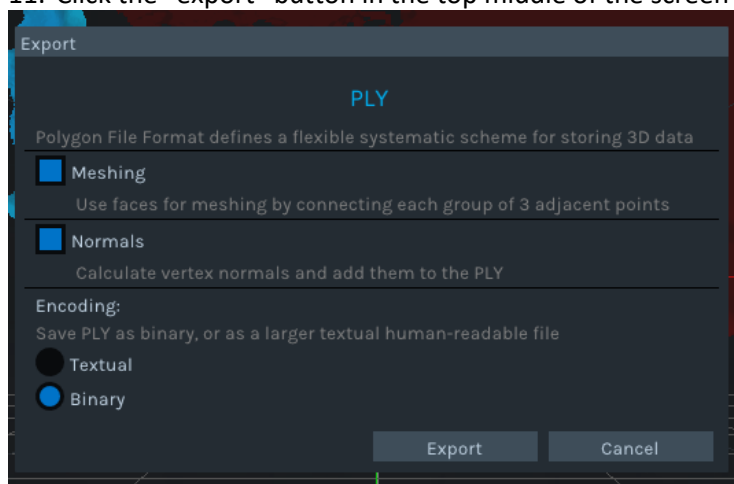 11. Click the "export" button in the top middle of the screen
Export
PLY
Polygon File Format defines a flexible systematic scheme for storing 3D data
Meshing
Use faces for meshing by connecting each group of 3 adjacent points
Normals
Calculate vertex normals and add them to the PLY
Encoding:
Save PLY as binary, or as a larger textual human-readable file
Textual
Binary
Export Cancel